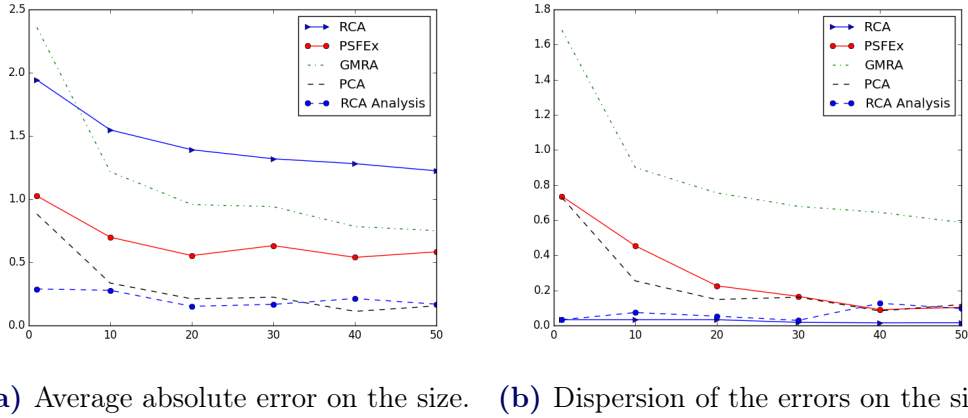 2.5
2.0
1.5
1.0
0.5
0.0
0 10 20 30 40 50
RCA
PSFEx
GMRA
PCA
RCA Analysis
1.8
1.6
1.4
1.2
1.0
0.8
0.6
0.4
0.2
0.0
0 10 20 30 40 50
RCA
PSFEx
GMRA
PCA
RCA Analysis
a) Average absolute error on the size.
(b) Dispersion of the errors on the si